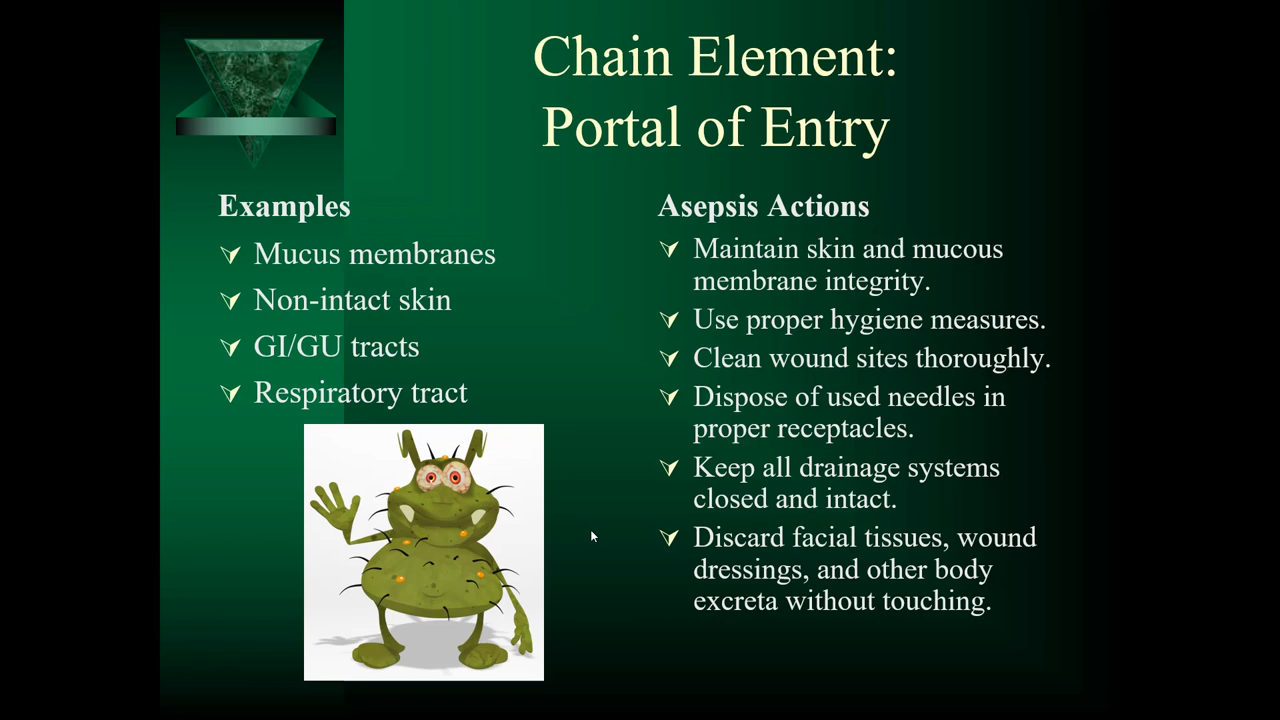 Chain Element:
Portal of Entry
Examples
Mucus membranes
Non-intact skin
GI/GU tracts
Respiratory tract
Asepsis Actions
Maintain skin and mucous
membrane integrity.
Use proper hygiene measures.
Clean wound sites thoroughly.
Dispose of used needles in
proper receptacles.
Keep all drainage systems
closed and intact.
Discard facial tissues, wound
dressings, and other body
excreta without touching.